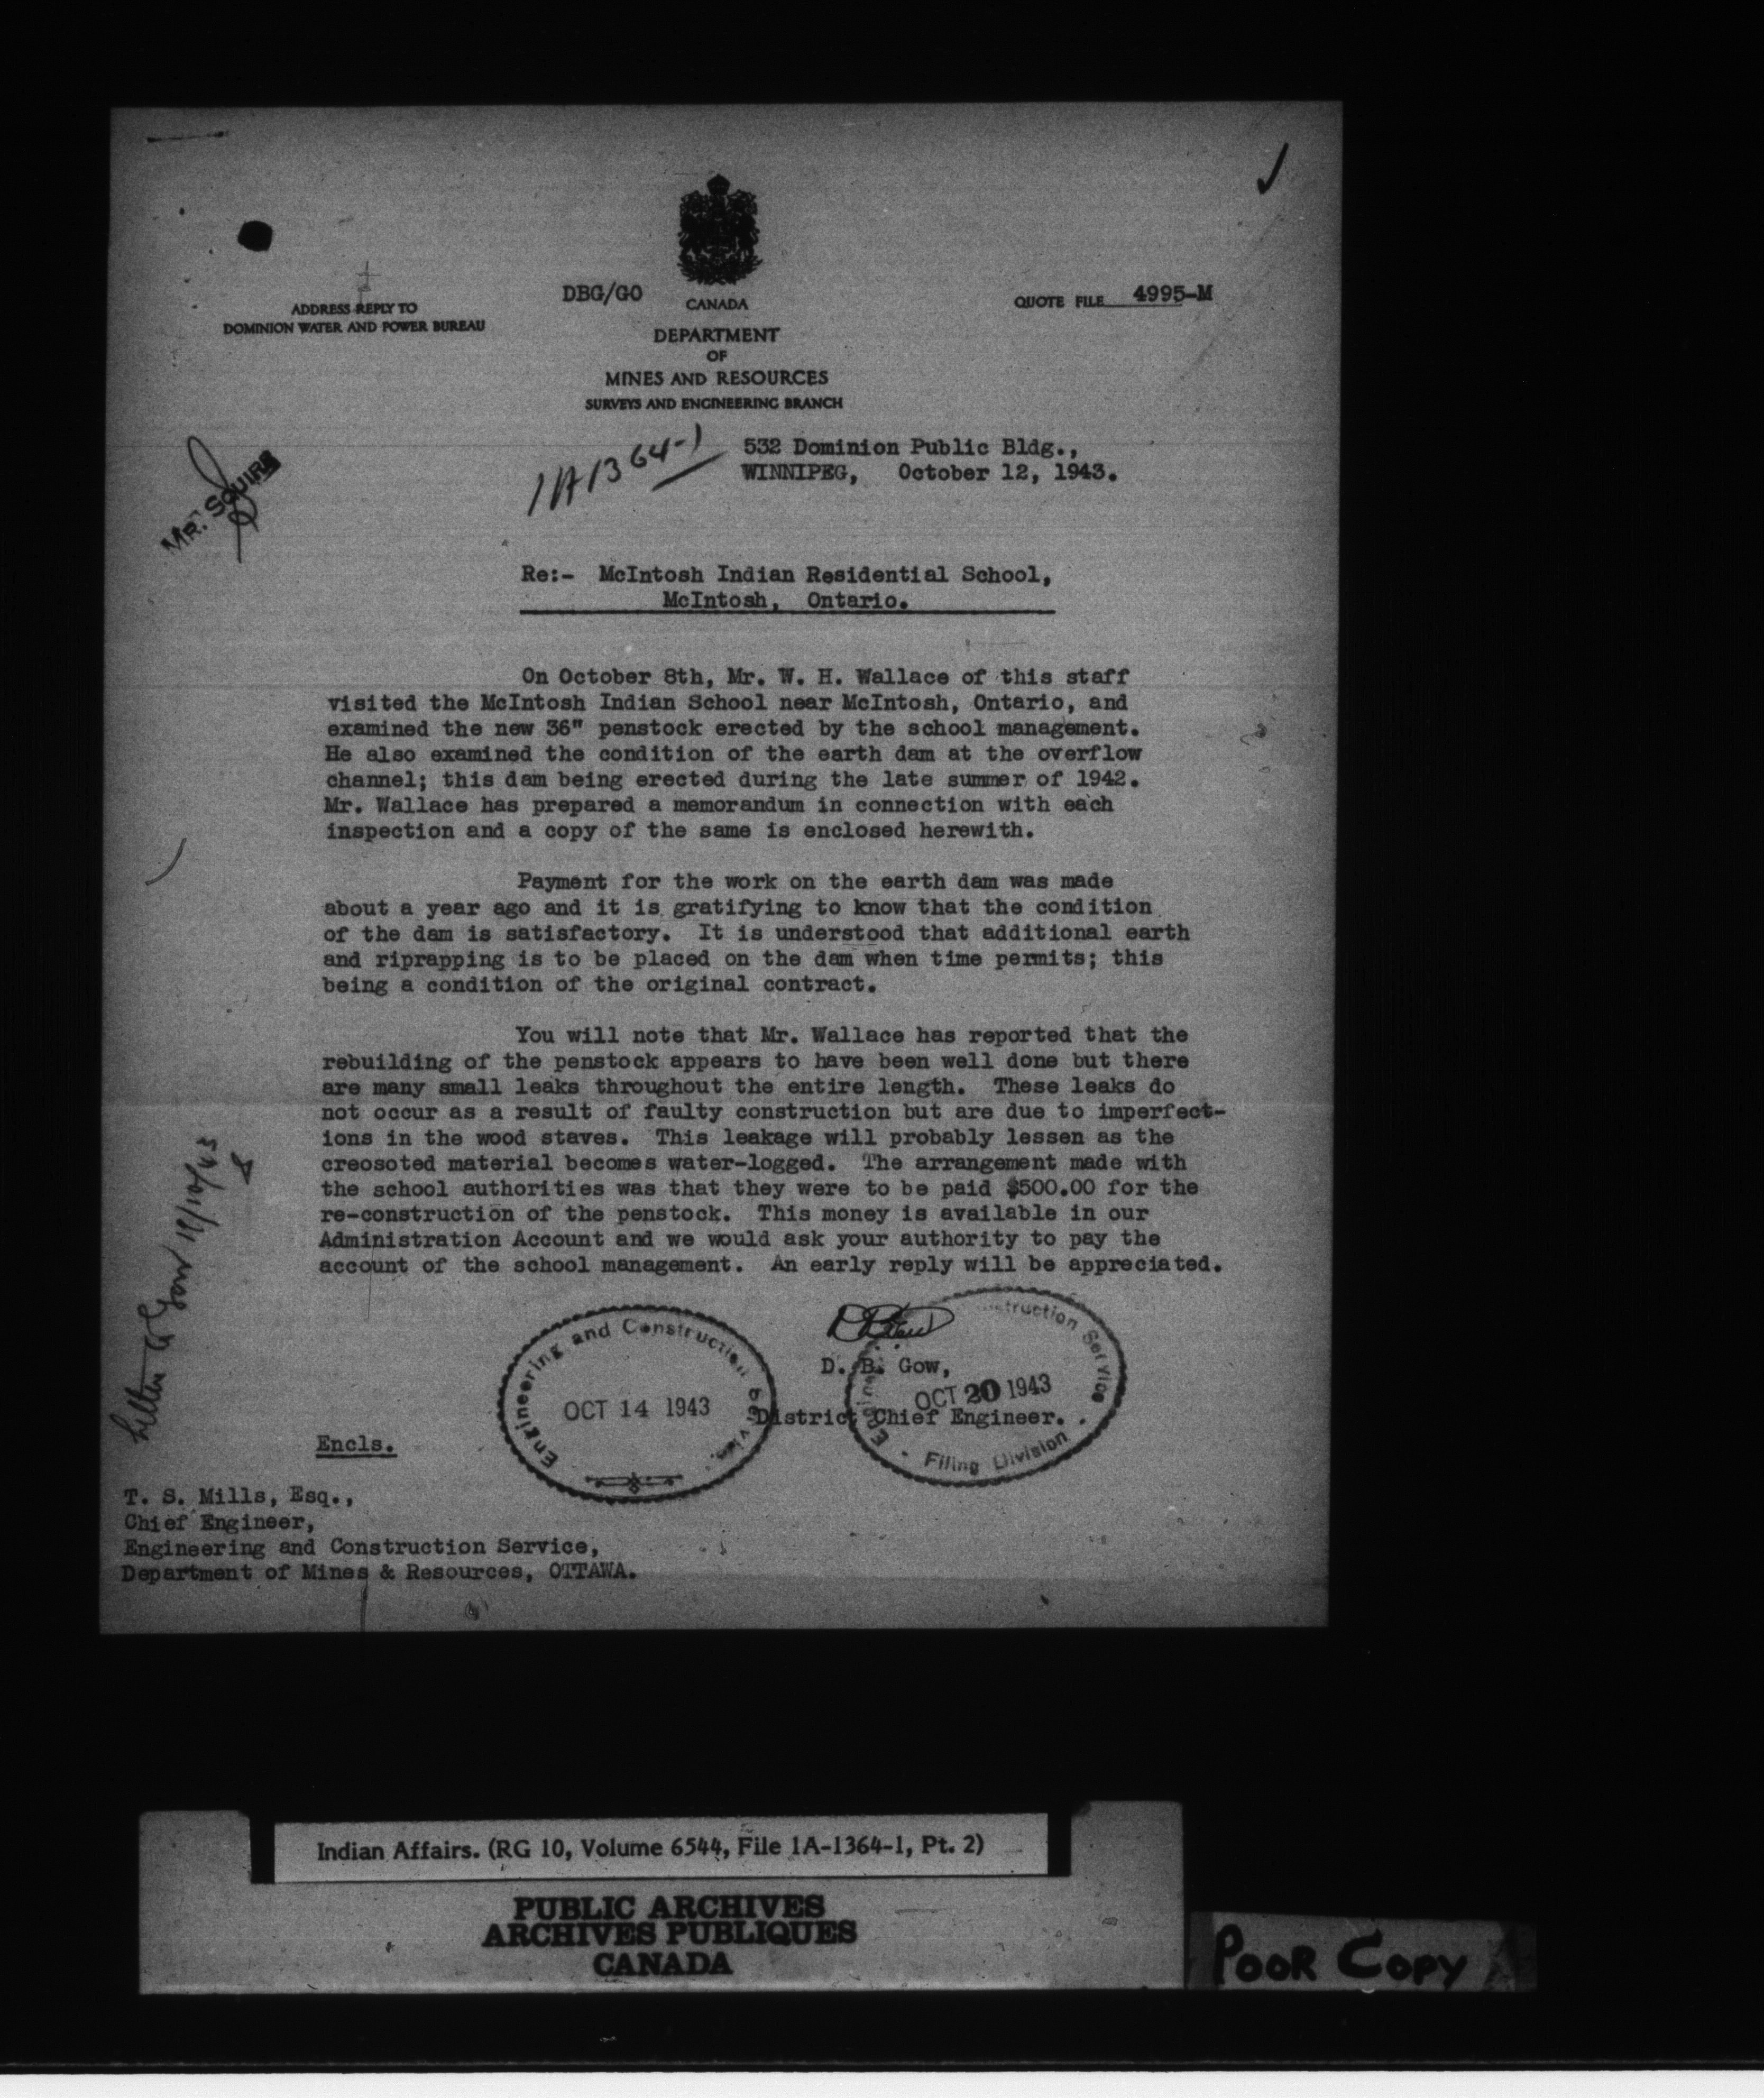 DBG/GO
CANADA
QUOTE FILE 4995-M
ADDRESS REPLY TO
DOMINION WATER AND POWER BUREAU
DEPARTMENT
OF
MINES AND RESOURCES
SURVEYS AND ENGINEERING BRANCH
1A1364-1
532 Dominion Public Bldg.,
WINNIPEG, October 12, 1943.
MR. SQUIRE
Re:- McIntosh Indian Residential School,
McIntosh, Ontario.
On October 8th, Mr. W. H. Wallace of this staff
visited the McIntosh Indian School near McIntosh, Ontario, and
examined the new 36" penstock erected by the school management.
He also examined the condition of the earth dam at the overflow
channel; this dam being erected during the late summer of 1942.
Mr. Wallace has prepared a memorandum in connection with each
inspection and a copy of the same is enclosed herewith.
Payment for the work on the earth dam was made
about a year ago and it is gratifying to know that the condition
of the dam is satisfactory. It is understood that additional earth
and riprapping is to be placed on the dam when time permits; this
being a condition of the original contract.
You will note that Mr. Wallace has reported that the
rebuilding of the penstock appears to have been well done but there
are many small leaks throughout the entire length. These leaks do
not occur as a result of faulty construction but are due to imperfect-
ions in the wood staves. This leakage will probably lessen as the
creosoted material becomes water-logged. The arrangement made with
the school authorities was that they were to be paid $500.00 for the
re-construction of the penstock. This money is available in our
Administration Account and we would ask your authority to pay the
account of the school management. An early reply will be appreciated.
Letter to Gow 18/10/43
D. B. Gow,
District Chief Engineer.
Engineering and Construction Service
OCT 14 1943
Construction Service
OCT 20 1943
Filing Division
Encls.
T. S. Mills, Esq.,
Chief Engineer,
Engineering and Construction Service,
Department of Mines & Resources, OTTAWA.
Indian Affairs. (RG 10, Volume 6544, File 1A-1364-1, Pt. 2)
PUBLIC ARCHIVES
ARCHIVES PUBLIQUES
CANADA
POOR COPY